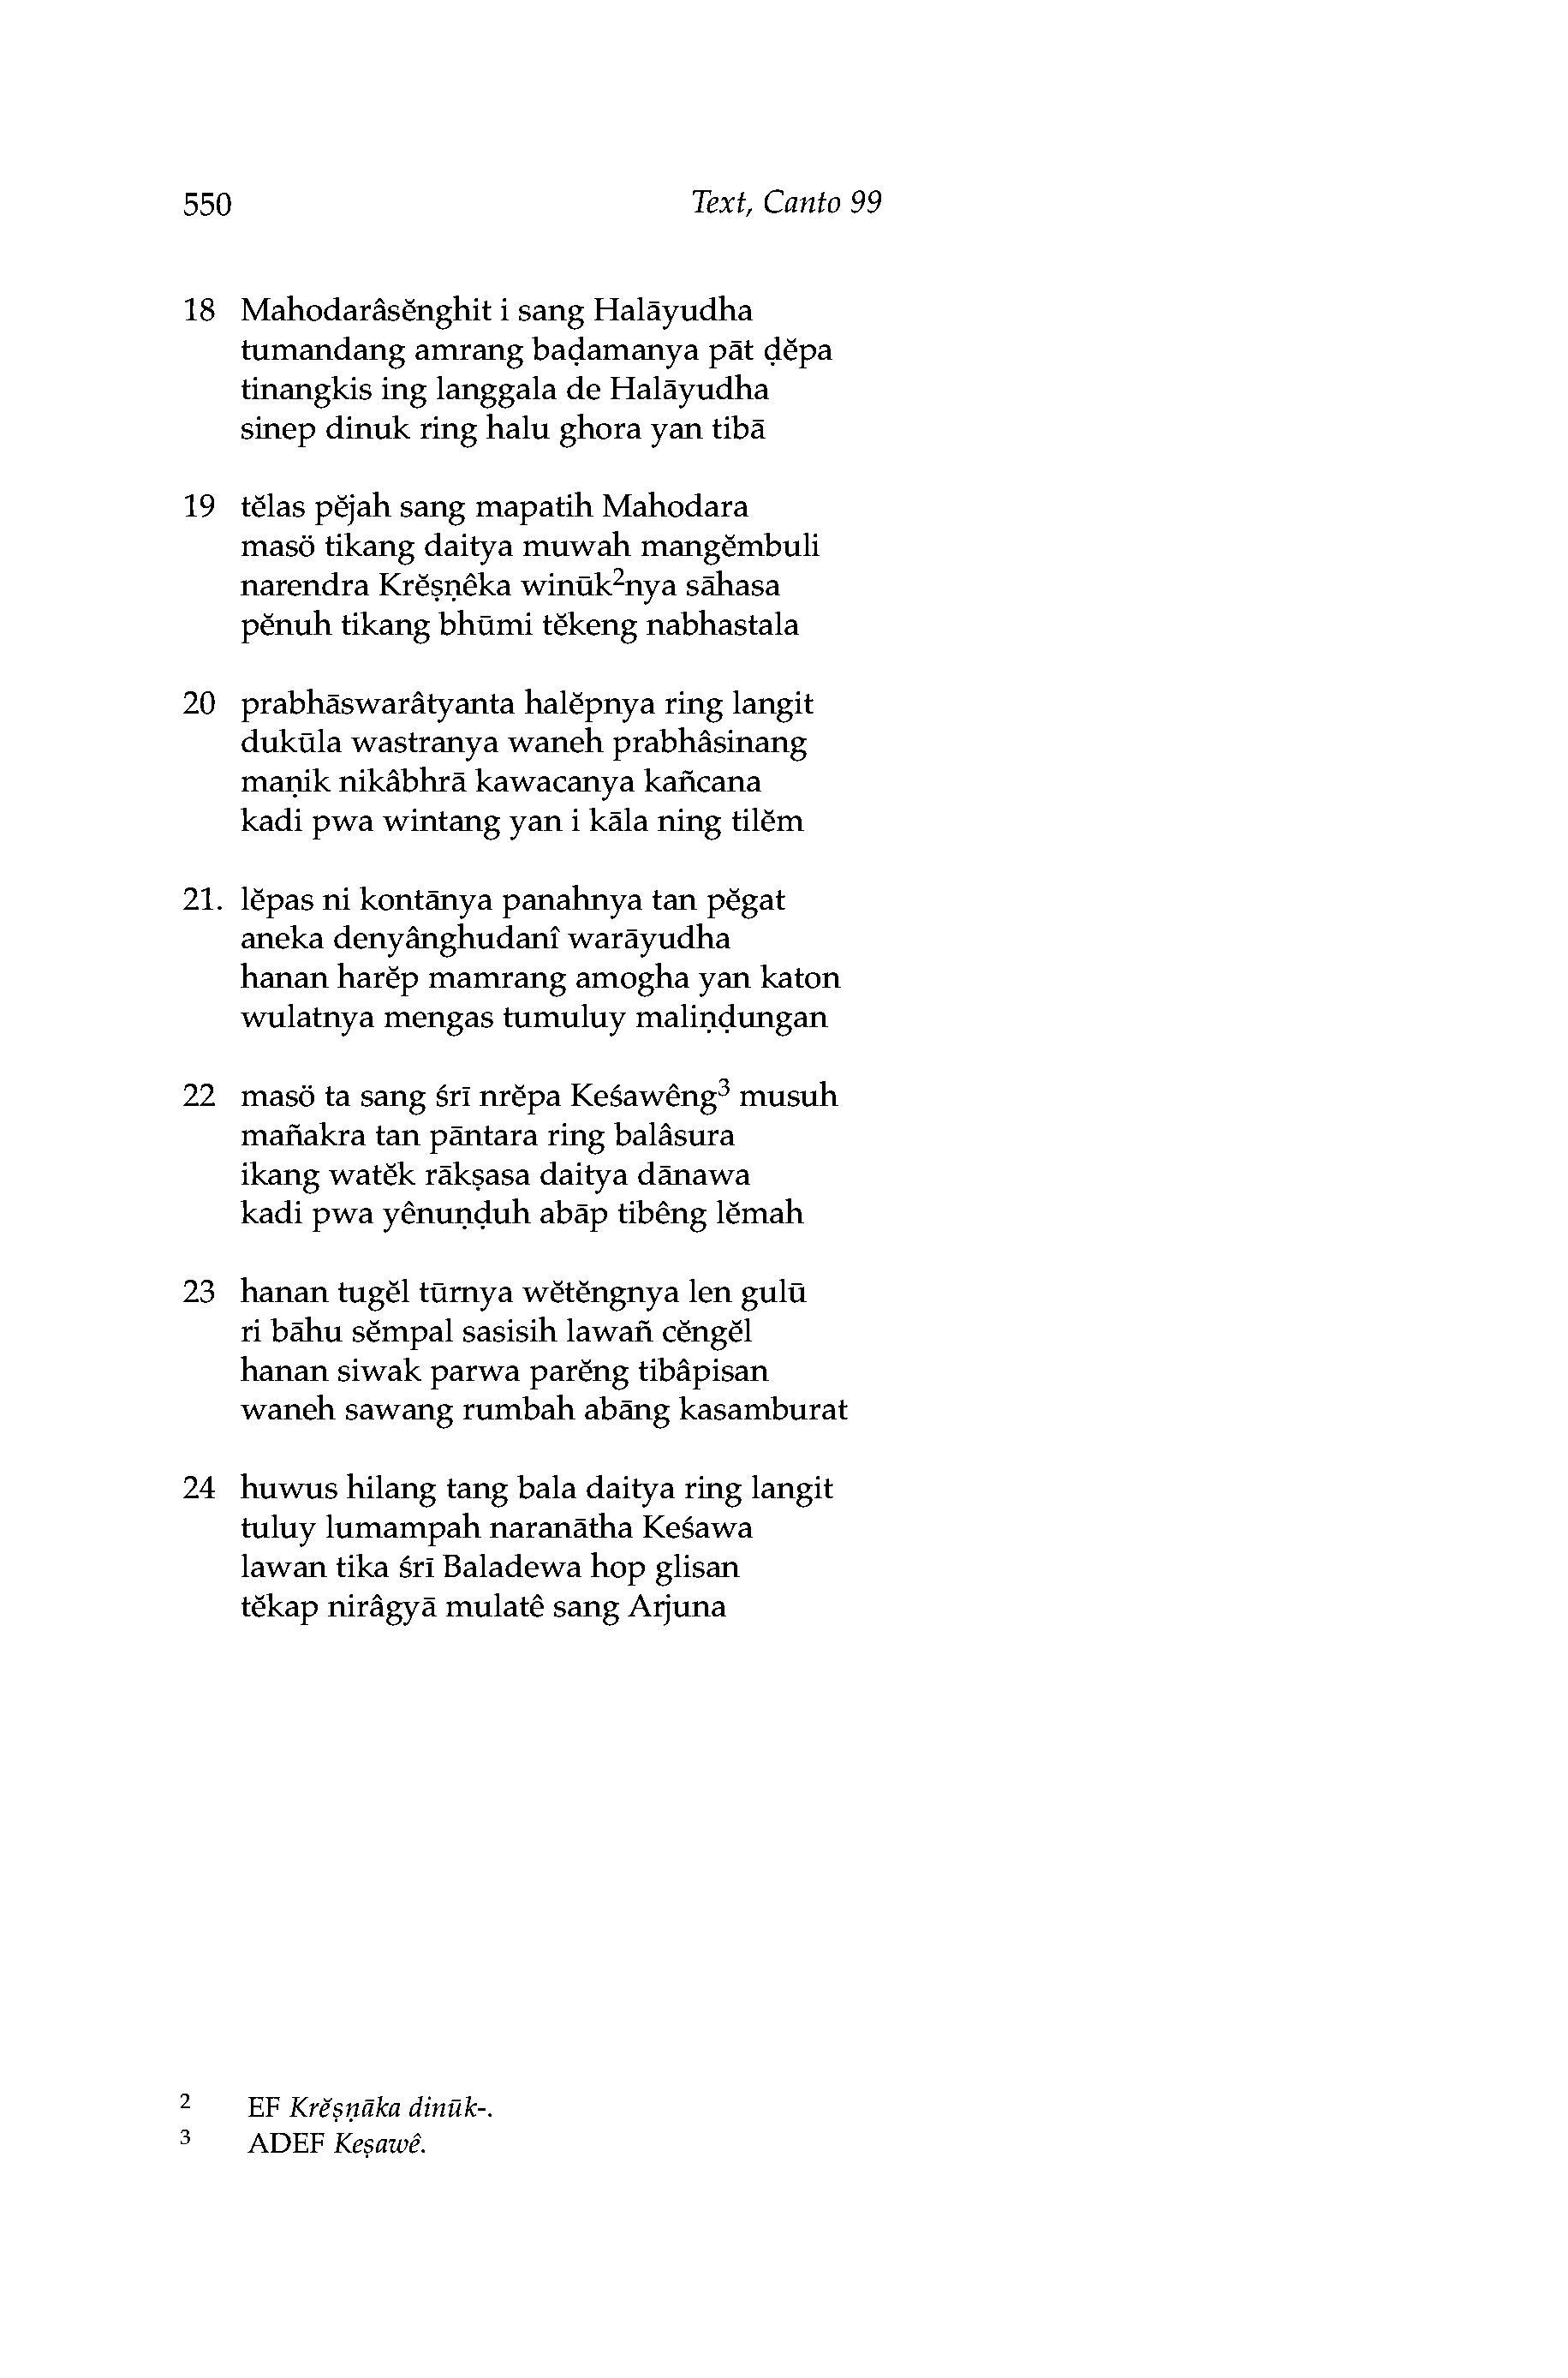 550 Text, Canto 99
18 Mahodarâsĕnghit i sang Halāyudha
tumandang amrang baḍamanya pāt ḍĕpa
tinangkis ing langgala de Halāyudha
sinep dinuk ring halu ghora yan tibā
19 tĕlas pĕjah sang mapatih Mahodara
masö tikang daitya muwah mangĕmbuli
narendra Krĕṣṇêka winūk²nya sāhasa
pĕnuh tikang bhūmi tĕkeng nabhastala
20 prabhāswarâtyanta halĕpnya ring langit
dukūla wastranya waneh prabhâsinang
maṇik nikâbhrā kawacanya kañcana
kadi pwa wintang yan i kāla ning tilĕm
21. lĕpas ni kontānya panahnya tan pĕgat
aneka denyânghudanî warāyudha
hanan harĕp mamrang amogha yan katon
wulatnya mengas tumuluy maliṇḍungan
22 masö ta sang śrī nrĕpa Keśawêng³ musuh
mañakra tan pāntara ring balâsura
ikang watĕk rākṣasa daitya dānawa
kadi pwa yênuṇḍuh abāp tibêng lĕmah
23 hanan tugĕl tūrnya wĕtĕngnya len gulū
ri bāhu sĕmpal sasisih lawañ cĕngĕl
hanan siwak parwa parĕng tibâpisan
waneh sawang rumbah abāng kasamburat
24 huwus hilang tang bala daitya ring langit
tuluy lumampah naranātha Keśawa
lawan tika śrī Baladewa hop glisan
tĕkap nirâgyā mulatê sang Arjuna
² EF Krĕṣṇāka dinūk-.
³ ADEF Keṣawê.